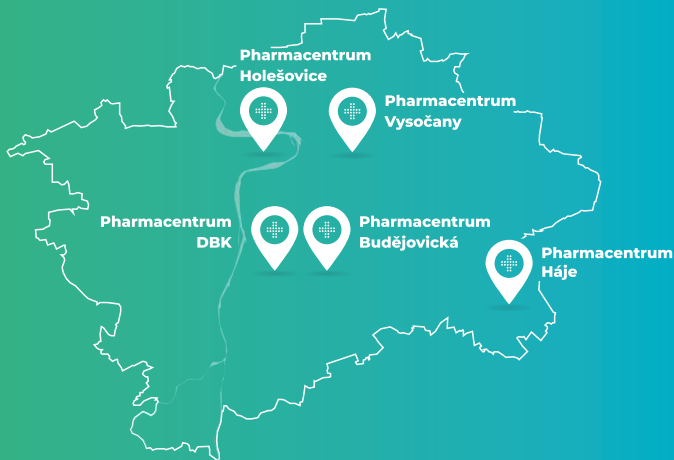 Pharmacentrum
Holešovice
Pharmacentrum
Vysočany
Pharmacentrum
DBK
Pharmacentrum
Budějovická
Pharmacentrum
Háje